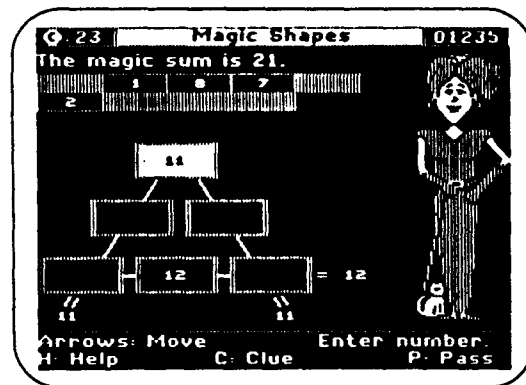 23 Magic Shapes 01235
The magic sum is 21.
1 8 7
2
11
12 = 12
11 11
Arrows: Move Enter number.
H: Help C: Clue P: Pass